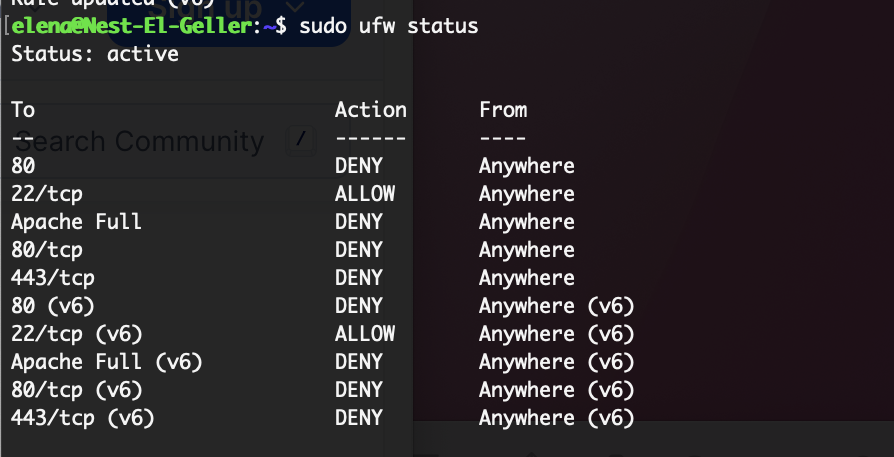 Rule updated (v6)
Sign up
[elena@Nest-El-Geller:~$ sudo ufw status
Status: active
To Action From
-- ------ ----
Search Community /
80 DENY Anywhere
22/tcp ALLOW Anywhere
Apache Full DENY Anywhere
80/tcp DENY Anywhere
443/tcp DENY Anywhere
80 (v6) DENY Anywhere (v6)
22/tcp (v6) ALLOW Anywhere (v6)
Apache Full (v6) DENY Anywhere (v6)
80/tcp (v6) DENY Anywhere (v6)
443/tcp (v6) DENY Anywhere (v6)